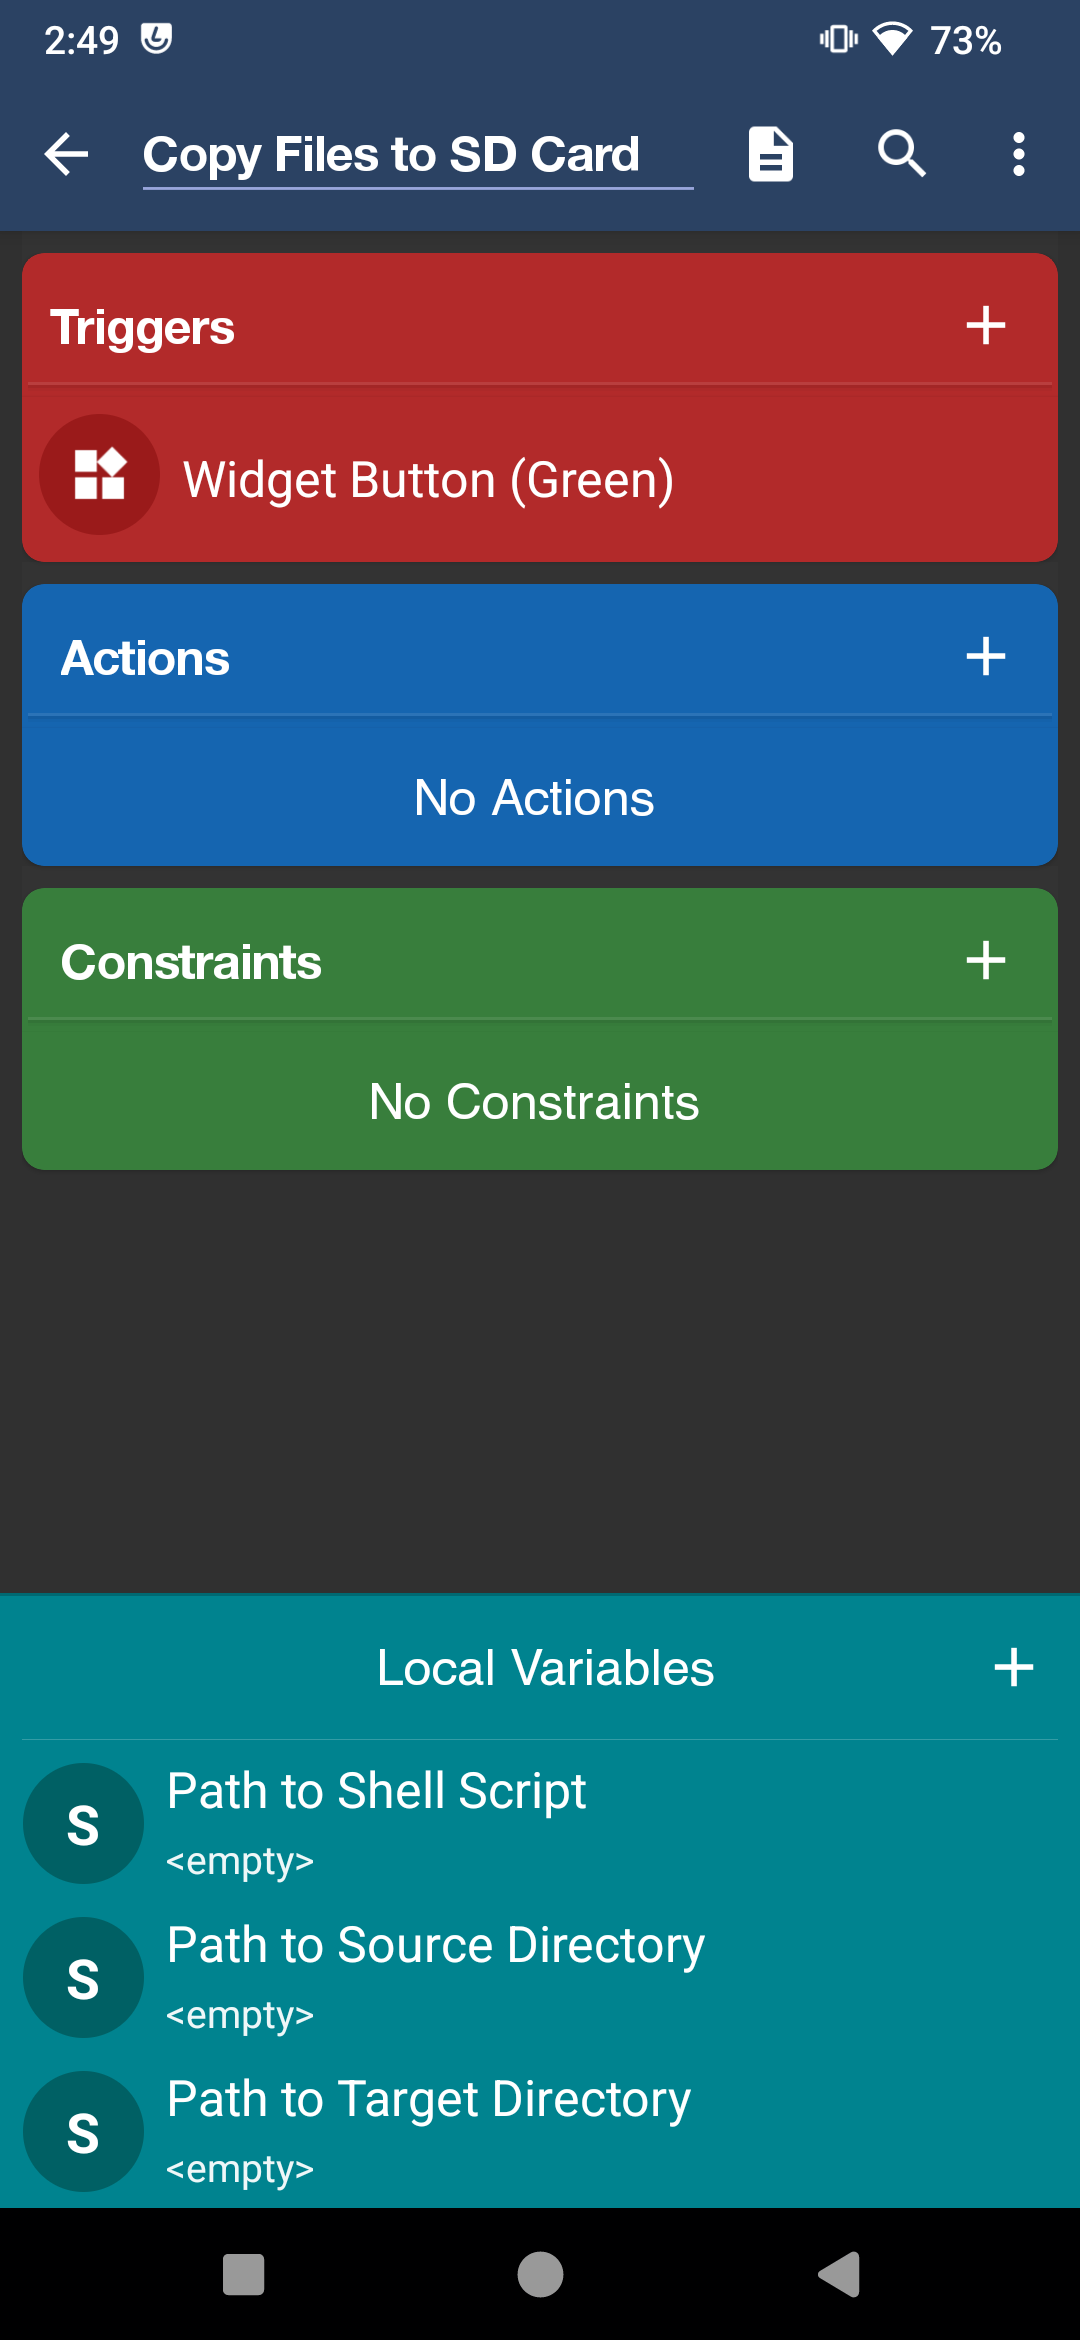 2:49
73%
Copy Files to SD Card
Triggers
Widget Button (Green)
Actions
No Actions
Constraints
No Constraints
Local Variables
S
Path to Shell Script
<empty>
S
Path to Source Directory
<empty>
S
Path to Target Directory
<empty>